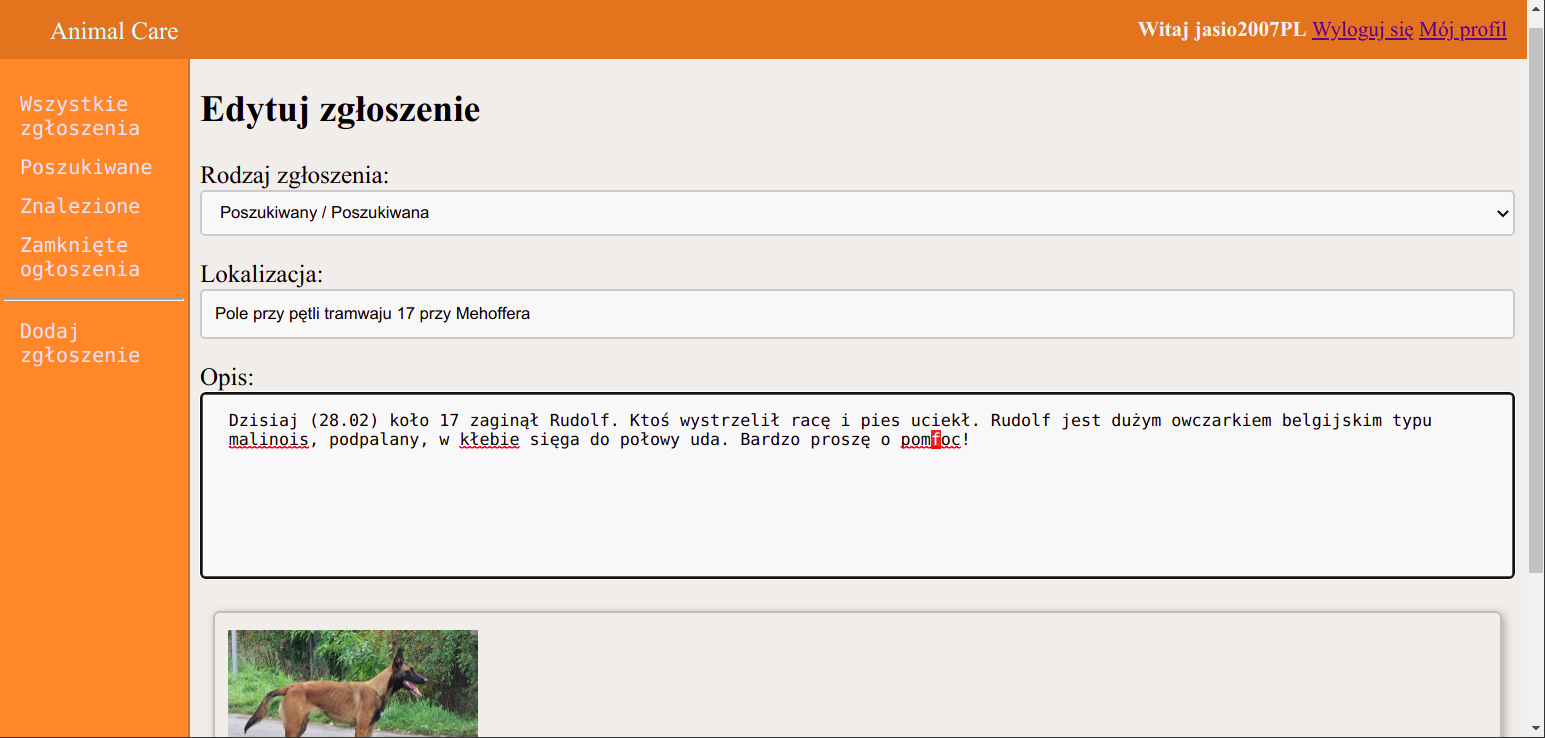 Animal Care
Witaj jasio2007PL Wyloguj się Mój profil
Wszystkie
zgłoszenia
Poszukiwane
Znalezione
Zamknięte
ogłoszenia
Dodaj
zgłoszenie
Edytuj zgłoszenie
Rodzaj zgłoszenia:
Poszukiwany / Poszukiwana
Lokalizacja:
Pole przy pętli tramwaju 17 przy Mehoffera
Opis:
Dzisiaj (28.02) koło 17 zaginął Rudolf. Ktoś wystrzelił racę i pies uciekł. Rudolf jest dużym owczarkiem belgijskim typu
malinois, podpalany, w kłebie sięga do połowy uda. Bardzo proszę o pomfoc!